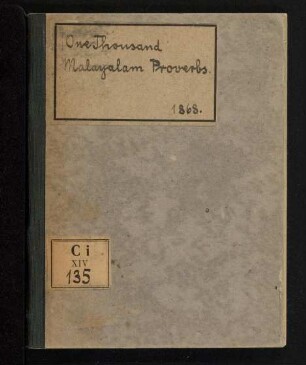 One Thousand
Malayalam Proverbs.
1868.
C i
XIV
135